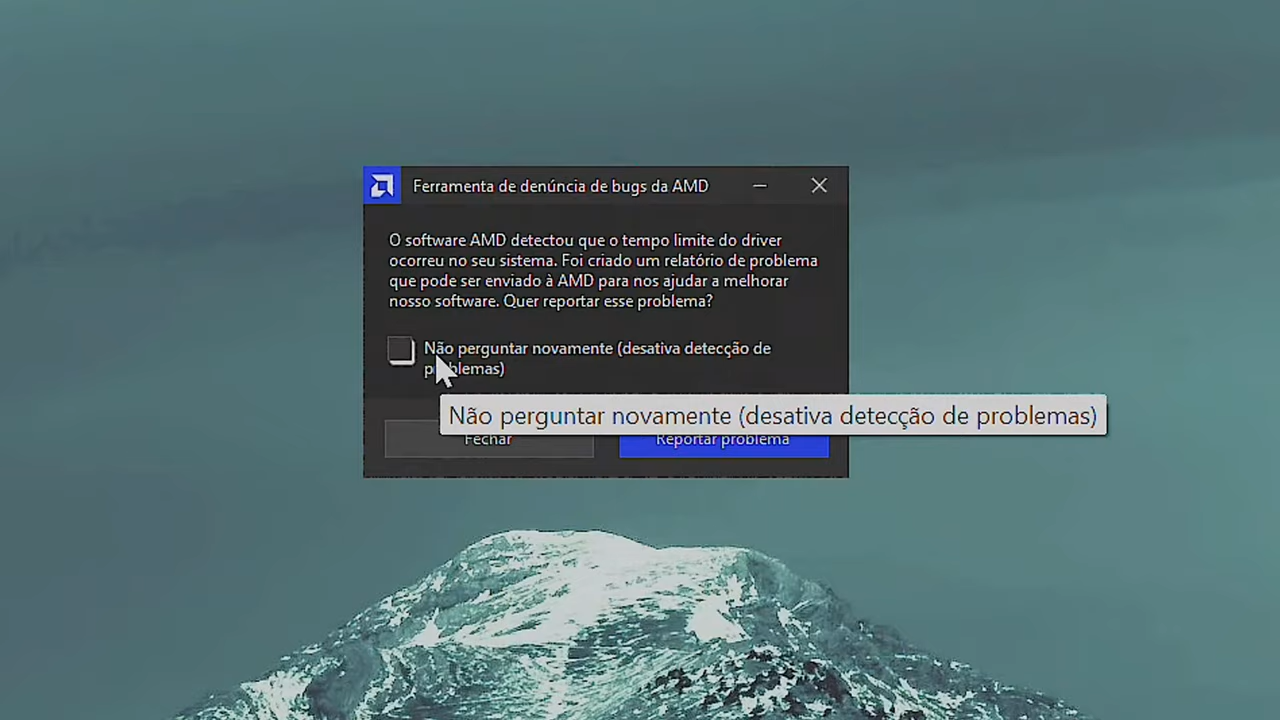 Ferramenta de denúncia de bugs da AMD
O software AMD detectou que o tempo limite do driver
ocorreu no seu sistema. Foi criado um relatório de problema
que pode ser enviado à AMD para nos ajudar a melhorar
nosso software. Quer reportar esse problema?
Não perguntar novamente (desativa detecção de
problemas)
Não perguntar novamente (desativa detecção de problemas)
Fechar
Reportar problema